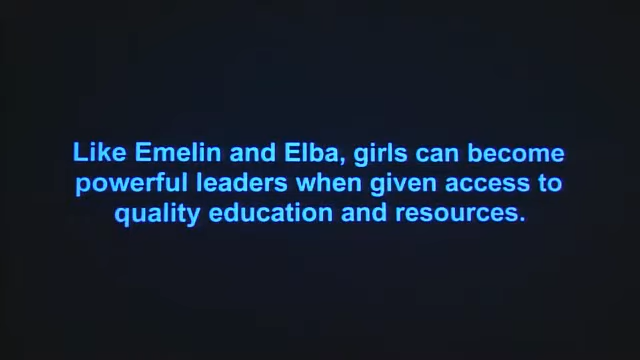 Like Emelin and Elba, girls can become
powerful leaders when given access to
quality education and resources.